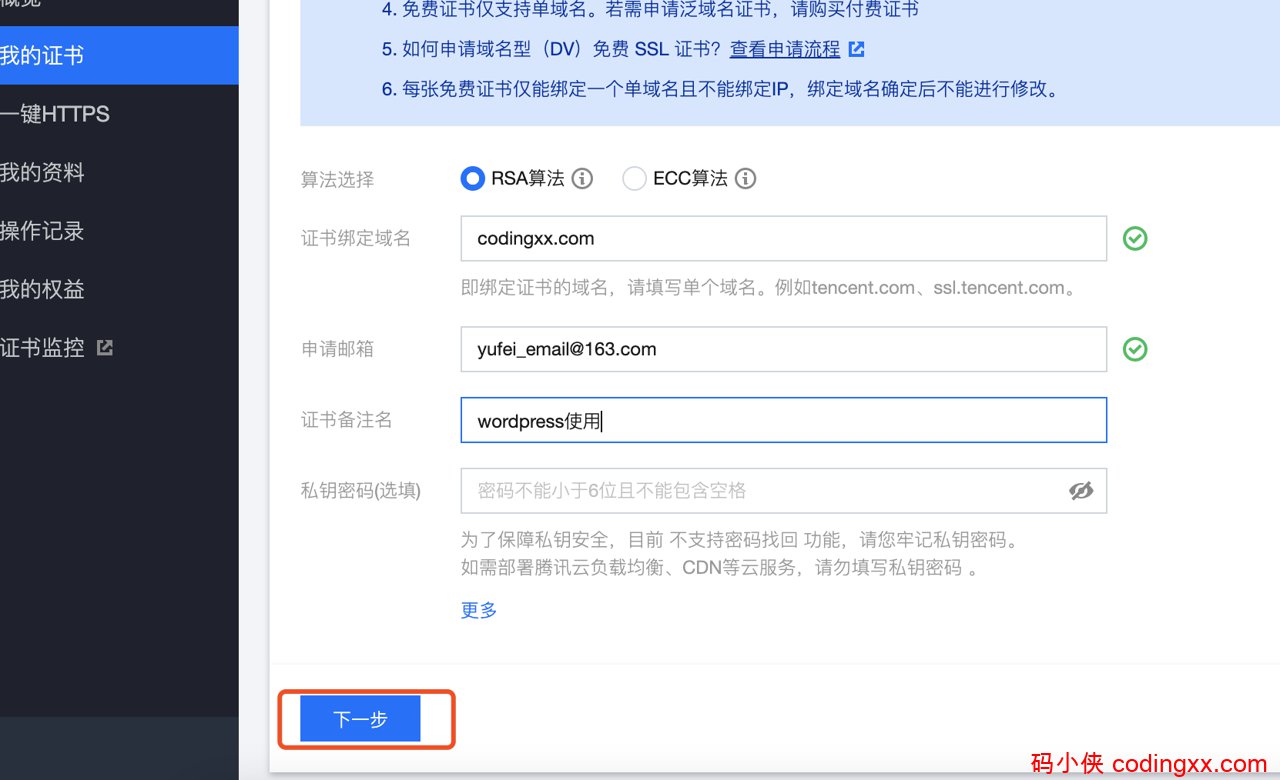 4. 免费证书仅支持单域名。若需申请泛域名证书，请购买付费证书
我的证书
5. 如何申请域名型（DV）免费 SSL 证书？查看申请流程
6. 每张免费证书仅能绑定一个单域名且不能绑定IP，绑定域名确定后不能进行修改。
一键HTTPS
我的资料
操作记录
我的权益
证书监控
算法选择 RSA算法 ECC算法
证书绑定域名 codingxx.com
即绑定证书的域名，请填写单个域名。例如tencent.com、ssl.tencent.com。
申请邮箱 yufei_email@163.com
证书备注名 wordpress使用
私钥密码(选填) 密码不能小于6位且不能包含空格
为了保障私钥安全，目前 不支持密码找回 功能，请您牢记私钥密码。
如需部署腾讯云负载均衡、CDN等云服务，请勿填写私钥密码 。
更多
下一步
码小侠 codingxx.com